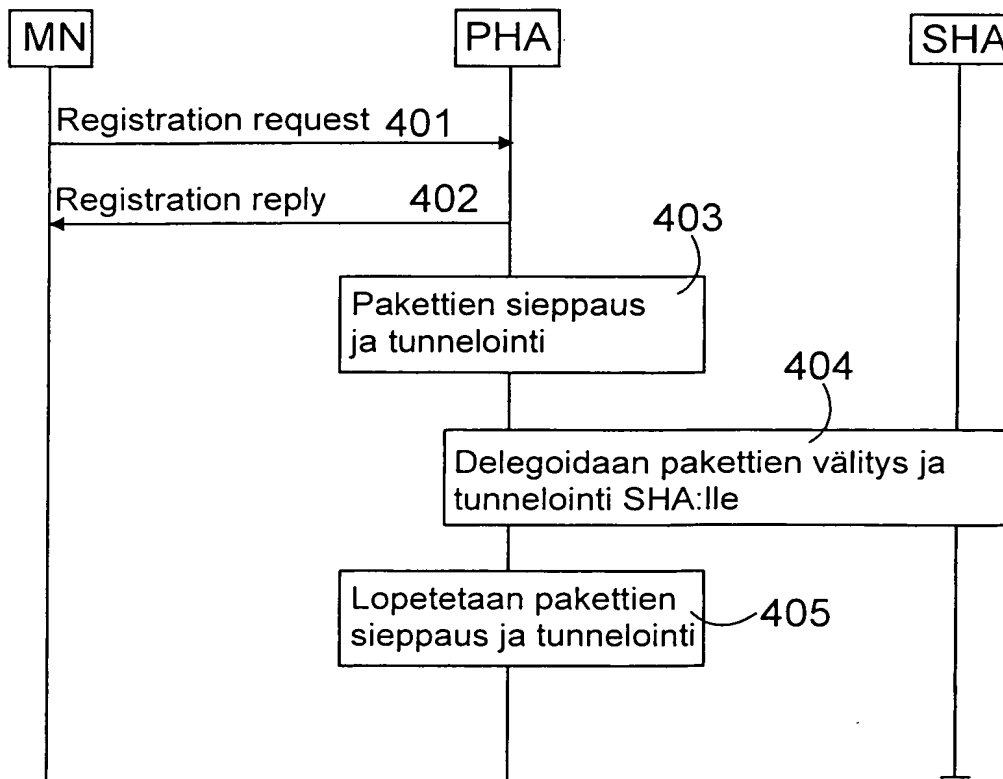 MN PHA SHA
Registration request 401
Registration reply 402
403
Pakettien sieppaus
ja tunnelointi
404
Delegoidaan pakettien välitys ja
tunnelointi SHA:lle
Lopetetaan pakettien
sieppaus ja tunnelointi
405